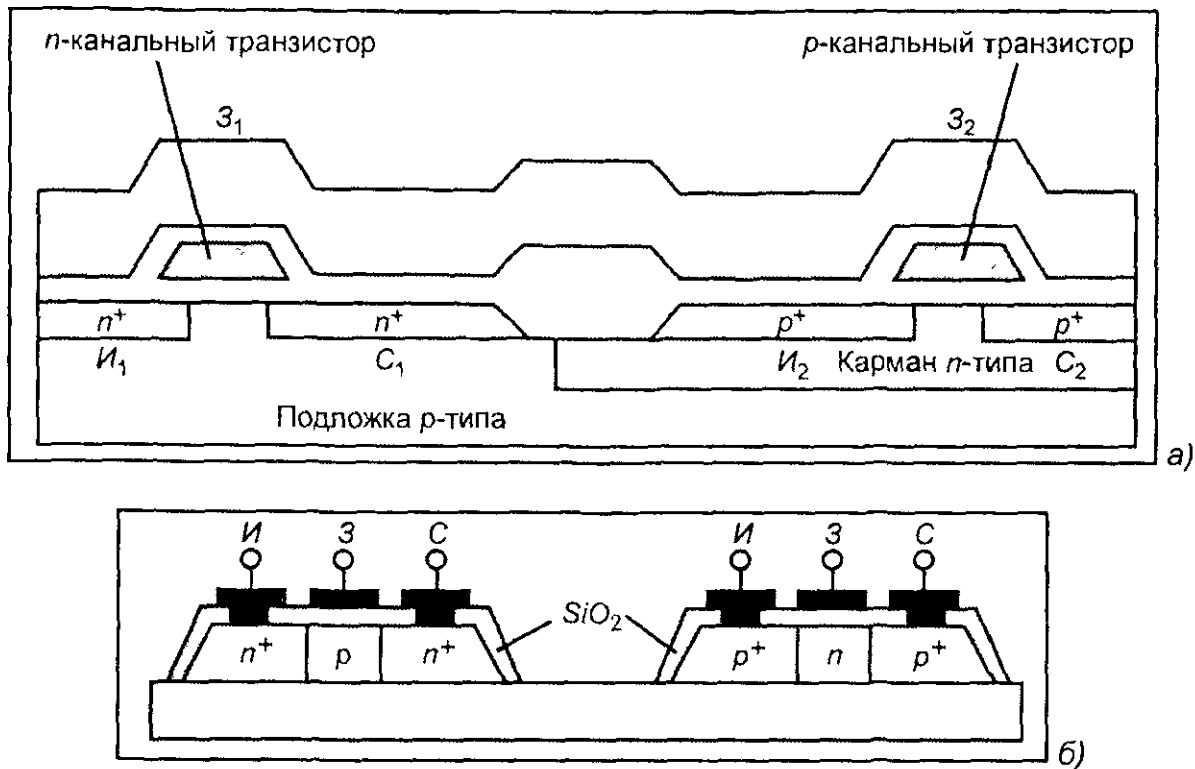 n-канальный транзистор p-канальный транзистор
З₁ З₂
n⁺ n⁺ p⁺ p⁺
И₁ С₁ И₂ Карман n-типа С₂
Подложка p-типа
а)
И З С И З С
SiO₂
n⁺ p n⁺ p⁺ n p⁺
б)